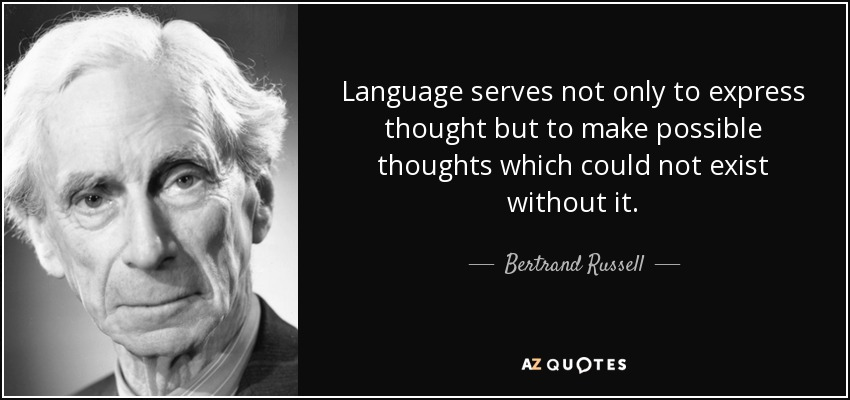 Language serves not only to express
thought but to make possible
thoughts which could not exist
without it.
Bertrand Russell
AZ QUOTES